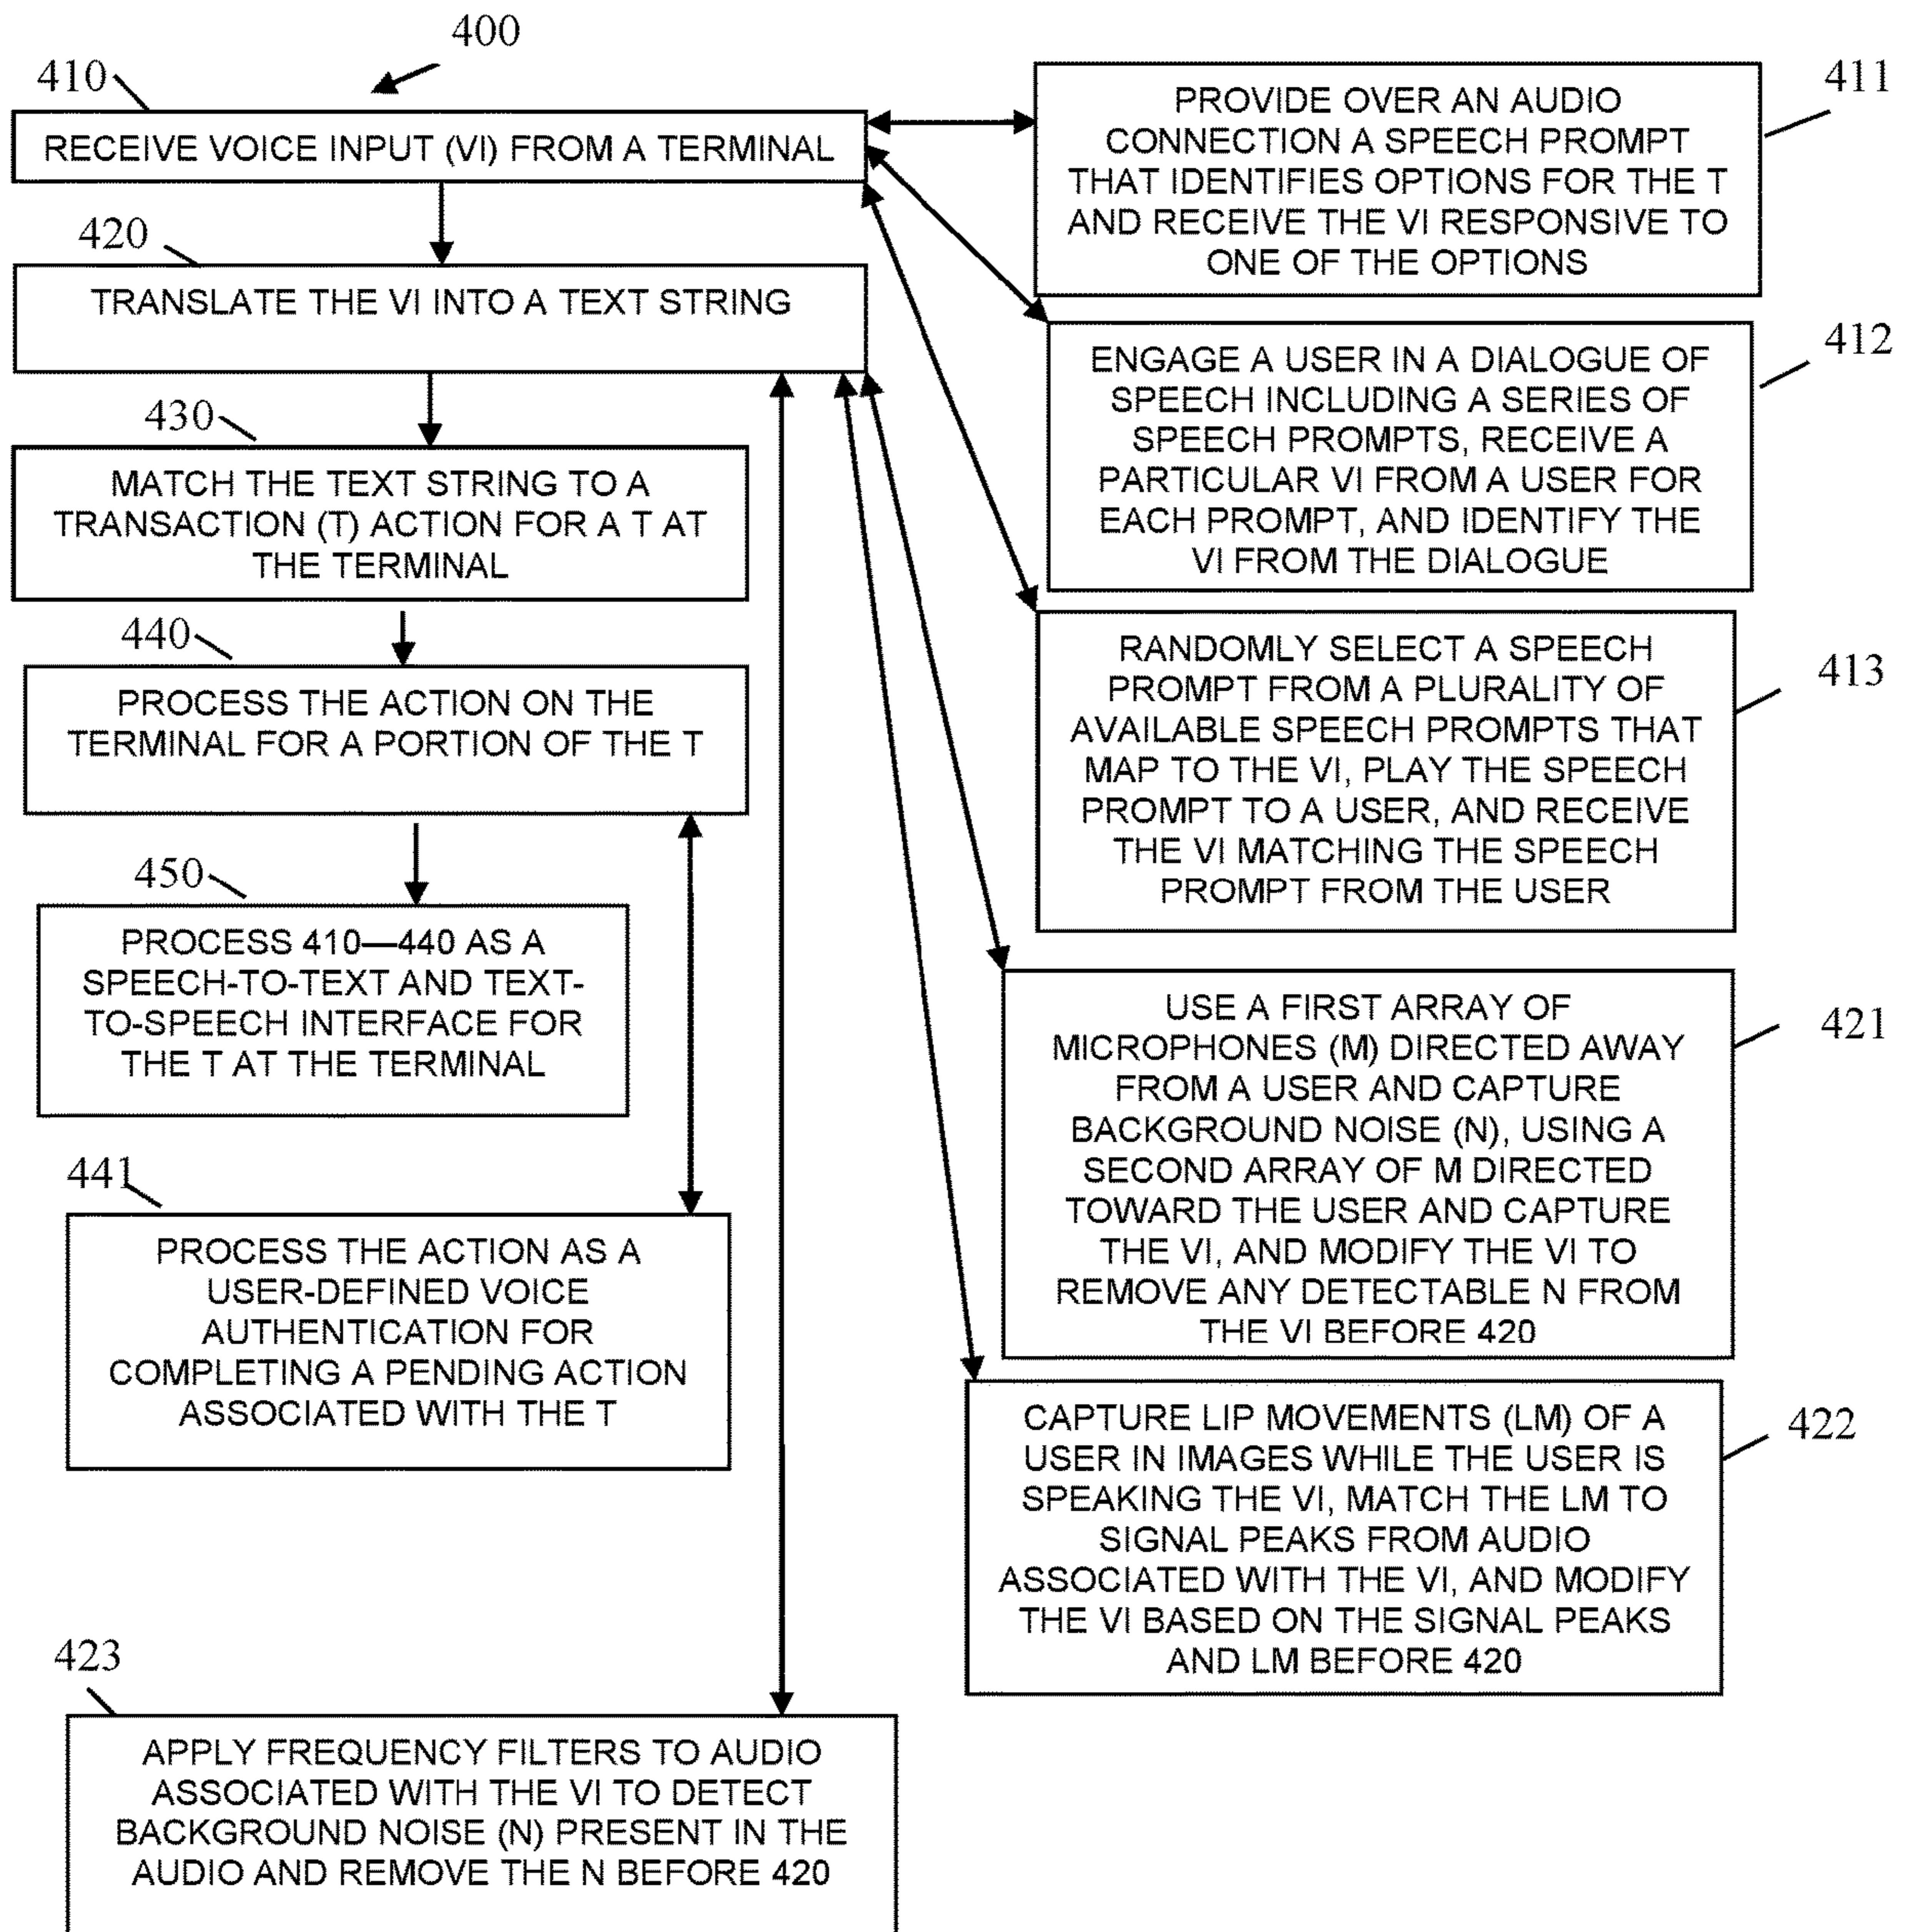 400
410
RECEIVE VOICE INPUT (VI) FROM A TERMINAL
420
TRANSLATE THE VI INTO A TEXT STRING
430
MATCH THE TEXT STRING TO A
TRANSACTION (T) ACTION FOR A T AT
THE TERMINAL
440
PROCESS THE ACTION ON THE
TERMINAL FOR A PORTION OF THE T
450
PROCESS 410—440 AS A
SPEECH-TO-TEXT AND TEXT-
TO-SPEECH INTERFACE FOR
THE T AT THE TERMINAL
441
PROCESS THE ACTION AS A
USER-DEFINED VOICE
AUTHENTICATION FOR
COMPLETING A PENDING ACTION
ASSOCIATED WITH THE T
423
APPLY FREQUENCY FILTERS TO AUDIO
ASSOCIATED WITH THE VI TO DETECT
BACKGROUND NOISE (N) PRESENT IN THE
AUDIO AND REMOVE THE N BEFORE 420
411
PROVIDE OVER AN AUDIO
CONNECTION A SPEECH PROMPT
THAT IDENTIFIES OPTIONS FOR THE T
AND RECEIVE THE VI RESPONSIVE TO
ONE OF THE OPTIONS
412
ENGAGE A USER IN A DIALOGUE OF
SPEECH INCLUDING A SERIES OF
SPEECH PROMPTS, RECEIVE A
PARTICULAR VI FROM A USER FOR
EACH PROMPT, AND IDENTIFY THE
VI FROM THE DIALOGUE
413
RANDOMLY SELECT A SPEECH
PROMPT FROM A PLURALITY OF
AVAILABLE SPEECH PROMPTS THAT
MAP TO THE VI, PLAY THE SPEECH
PROMPT TO A USER, AND RECEIVE
THE VI MATCHING THE SPEECH
PROMPT FROM THE USER
421
USE A FIRST ARRAY OF
MICROPHONES (M) DIRECTED AWAY
FROM A USER AND CAPTURE
BACKGROUND NOISE (N), USING A
SECOND ARRAY OF M DIRECTED
TOWARD THE USER AND CAPTURE
THE VI, AND MODIFY THE VI TO
REMOVE ANY DETECTABLE N FROM
THE VI BEFORE 420
422
CAPTURE LIP MOVEMENTS (LM) OF A
USER IN IMAGES WHILE THE USER IS
SPEAKING THE VI, MATCH THE LM TO
SIGNAL PEAKS FROM AUDIO
ASSOCIATED WITH THE VI, AND MODIFY
THE VI BASED ON THE SIGNAL PEAKS
AND LM BEFORE 420